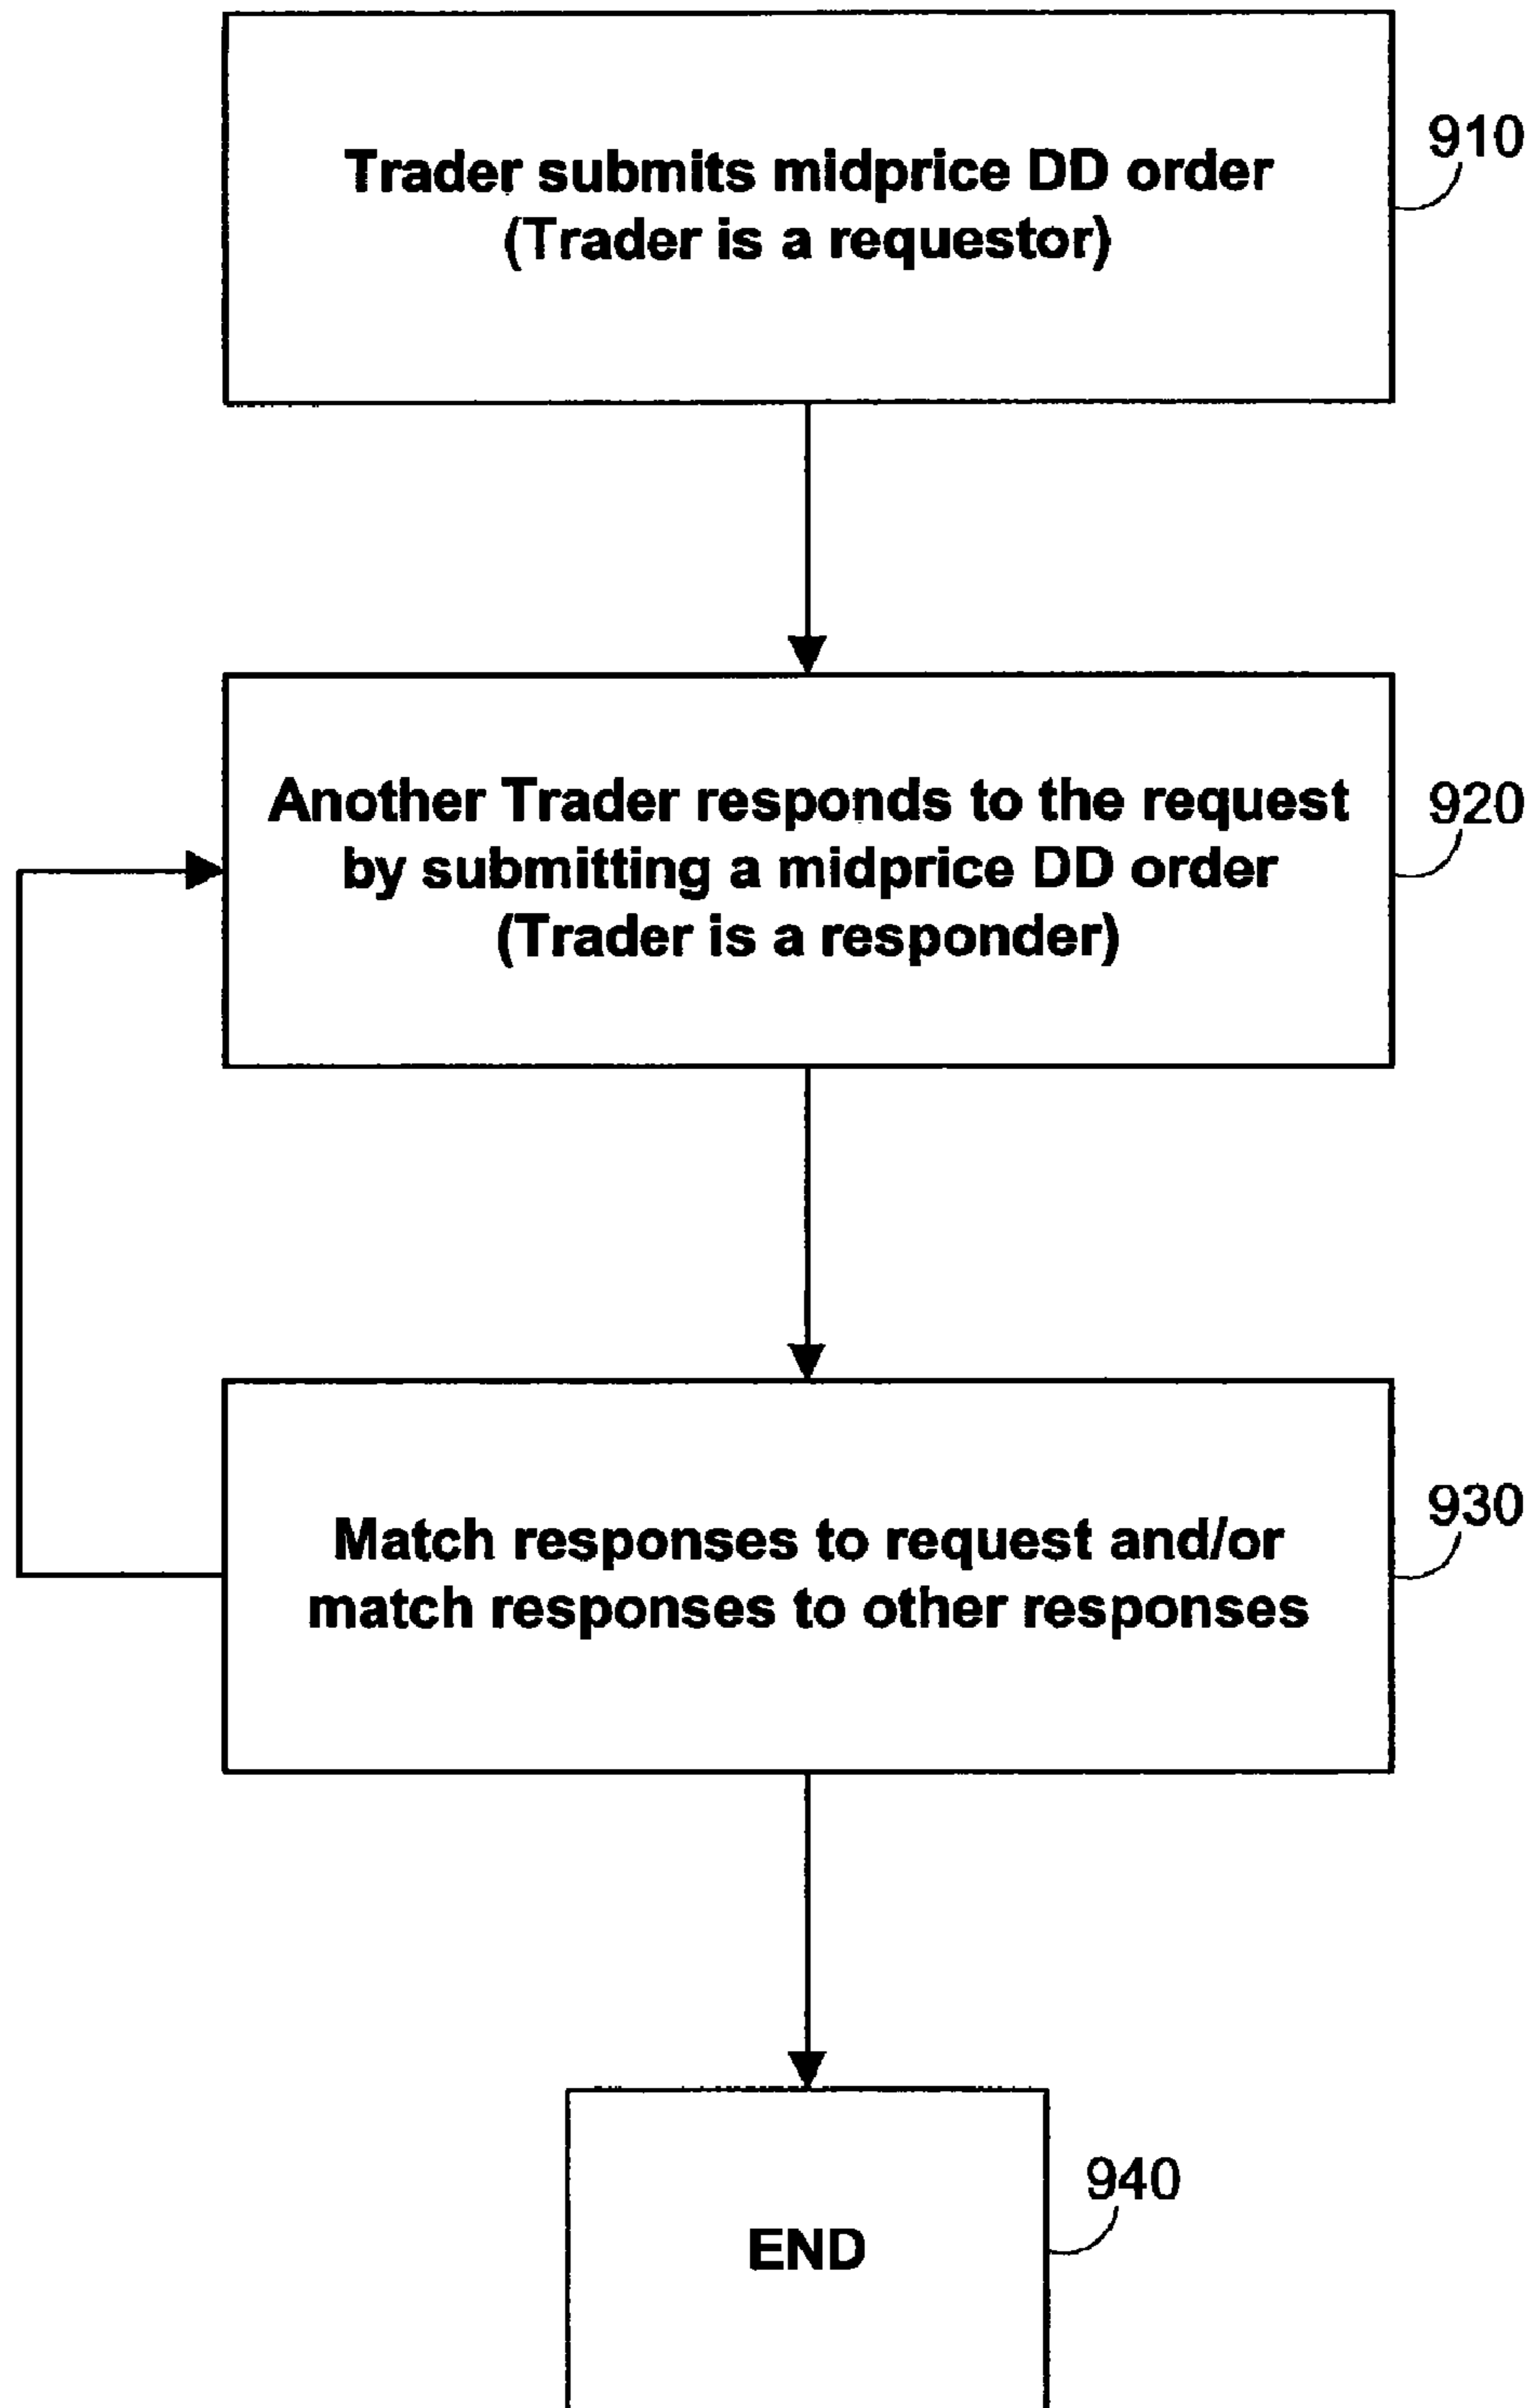 Trader submits midprice DD order
(Trader is a requestor)
910
Another Trader responds to the request
by submitting a midprice DD order
(Trader is a responder)
920
Match responses to request and/or
match responses to other responses
930
END
940